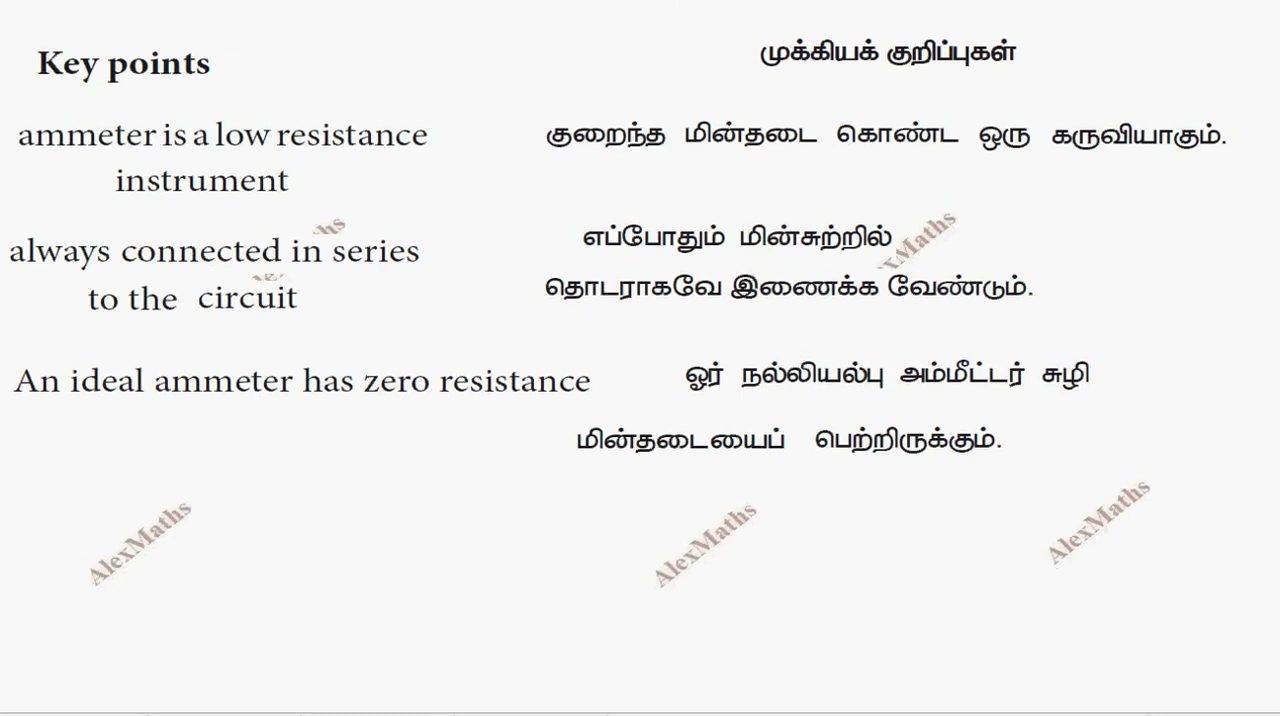 Key points
முக்கியக் குறிப்புகள்
ammeter is a low resistance
instrument
குறைந்த மின்தடை கொண்ட ஒரு கருவியாகும்.
always connected in series
to the circuit
எப்போதும் மின்சுற்றில்
தொடராகவே இணைக்க வேண்டும்.
An ideal ammeter has zero resistance
ஓர் நல்லியல்பு அம்மீட்டர் சுழி
மின்தடையைப் பெற்றிருக்கும்.
AlexMaths
AlexMaths
AlexMaths